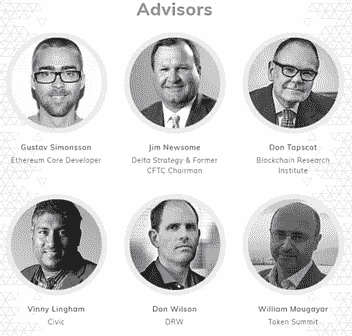 Advisors
Gustav Simonsson
Jim Newsome
Don Tapscot
Ethereum Core Developer
Delta Strategy & Former
CFTC Chairman
Blockchain Research
Institute
Vinny Lingham
Don Wilson
William Mougayar
Civic
DRW
Token Summit